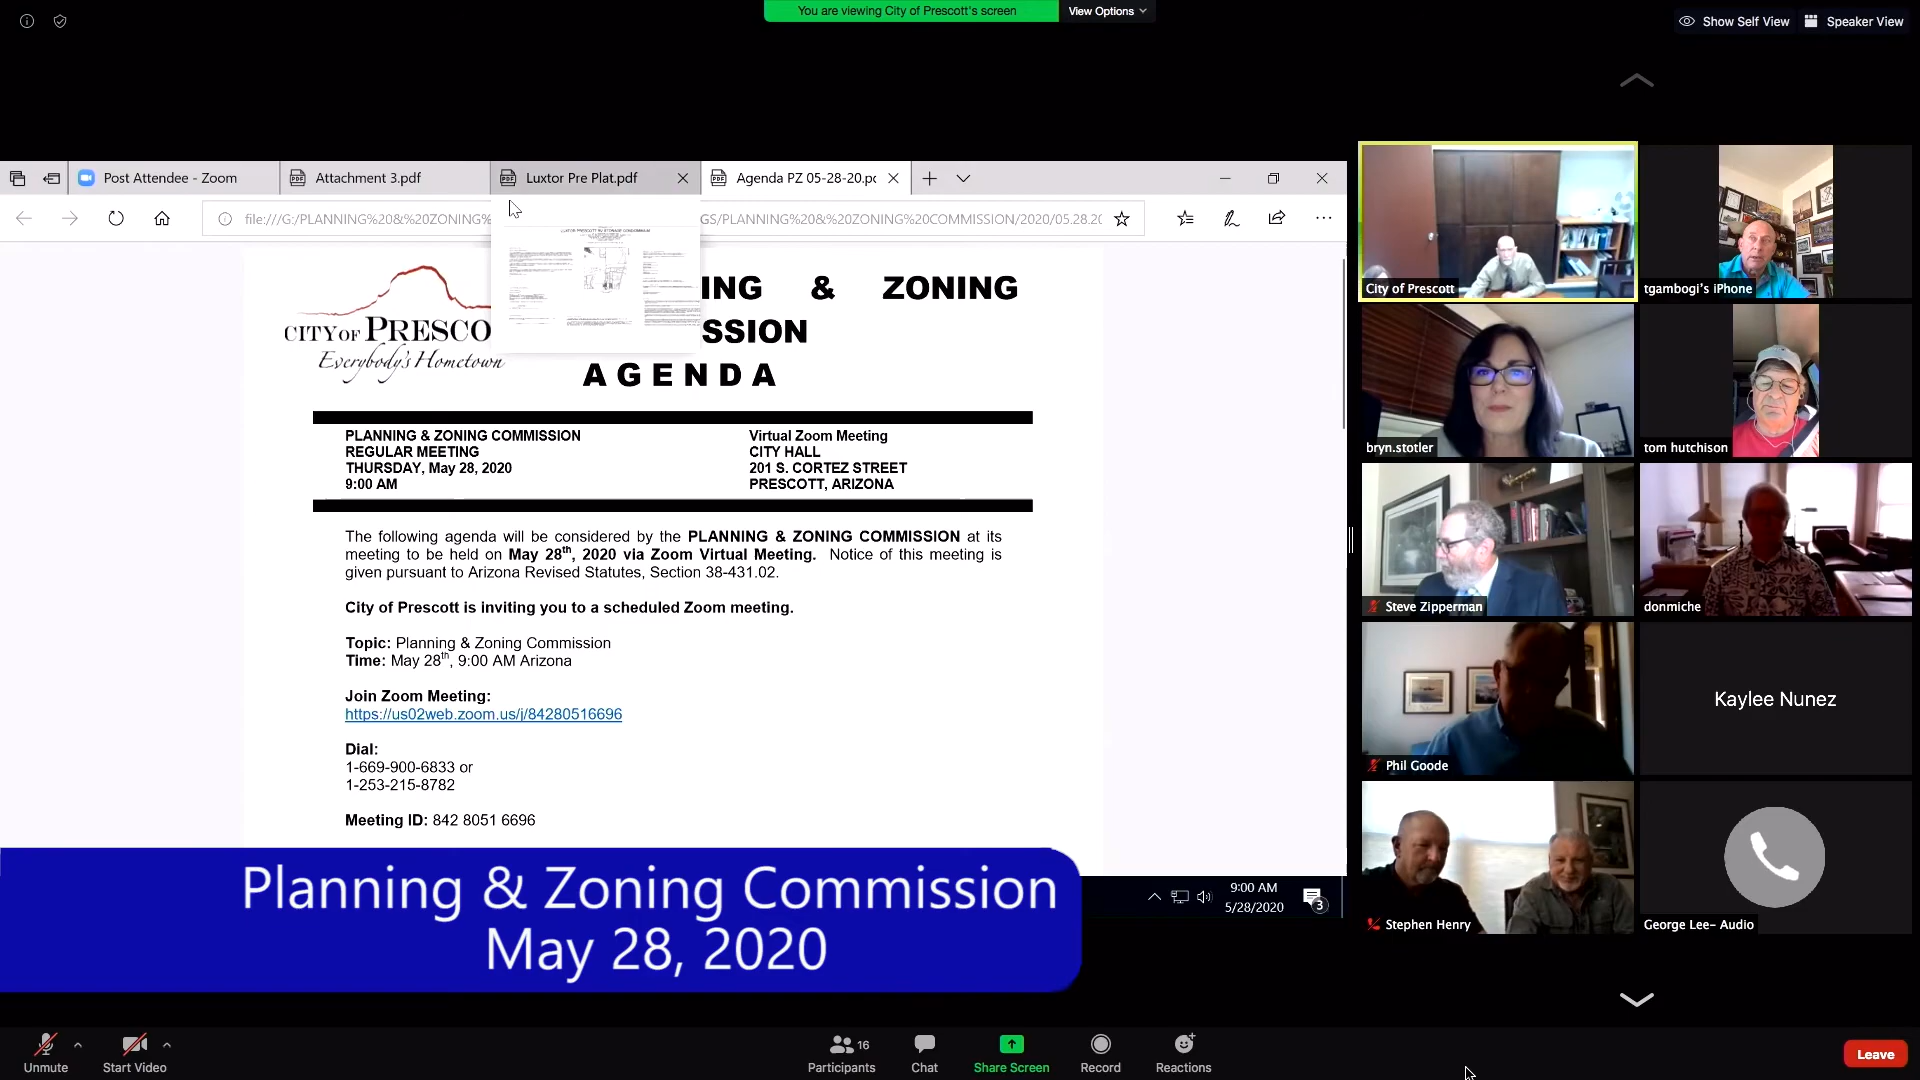 You are viewing City of Prescott's screen
View Options
Show Self View
Speaker View
Post Attendee - Zoom
Attachment 3.pdf
Luxtor Pre Plat.pdf
Agenda PZ 05-28-20.pc
file:///G:/PLANNING%20&%20ZONING%
GS/PLANNING%20&%20ZONING%20COMMISSION/2020/05.28.20
CITY OF PRESCO
Everybody's Hometown
ING & ZONING
SSION
AGENDA
PLANNING & ZONING COMMISSION
REGULAR MEETING
THURSDAY, May 28, 2020
9:00 AM
Virtual Zoom Meeting
CITY HALL
201 S. CORTEZ STREET
PRESCOTT, ARIZONA
The following agenda will be considered by the PLANNING & ZONING COMMISSION at its
meeting to be held on May 28th, 2020 via Zoom Virtual Meeting. Notice of this meeting is
given pursuant to Arizona Revised Statutes, Section 38-431.02.
City of Prescott is inviting you to a scheduled Zoom meeting.
Topic: Planning & Zoning Commission
Time: May 28th, 9:00 AM Arizona
Join Zoom Meeting:
https://us02web.zoom.us/j/84280516696
Dial:
1-669-900-6833 or
1-253-215-8782
Meeting ID: 842 8051 6696
Planning & Zoning Commission
May 28, 2020
9:00 AM
5/28/2020
3
City of Prescott
tgambogi's iPhone
bryn.stotler
tom hutchison
Steve Zipperman
donmiche
Phil Goode
Kaylee Nunez
Stephen Henry
George Lee- Audio
Unmute
Start Video
16
Participants
Chat
Share Screen
Record
Reactions
Leave